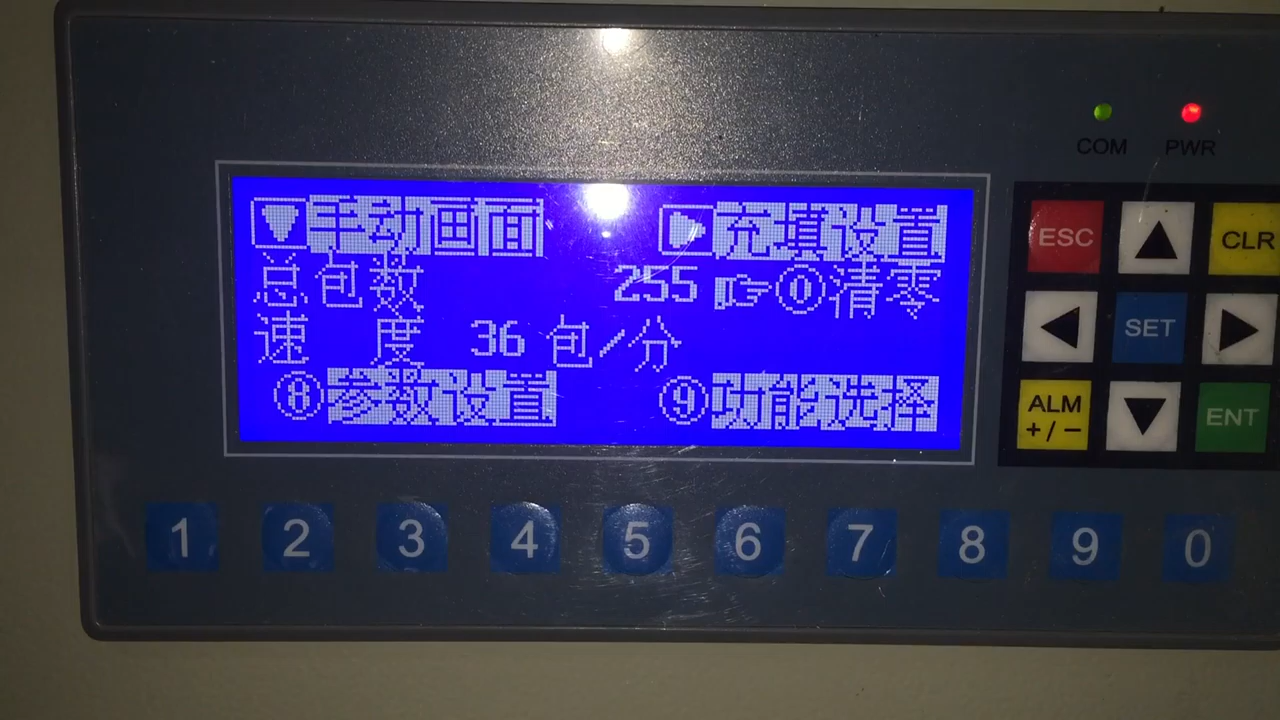 COM PWR
▼手动画面 ▶充填设置
总包数 255 ☞⓪清零
速 度 36 包/分
⑧参数设置 ⑨功能选择
ESC ▲ CLR
◀ SET ▶
ALM +/- ▼ ENT
1 2 3 4 5 6 7 8 9 0